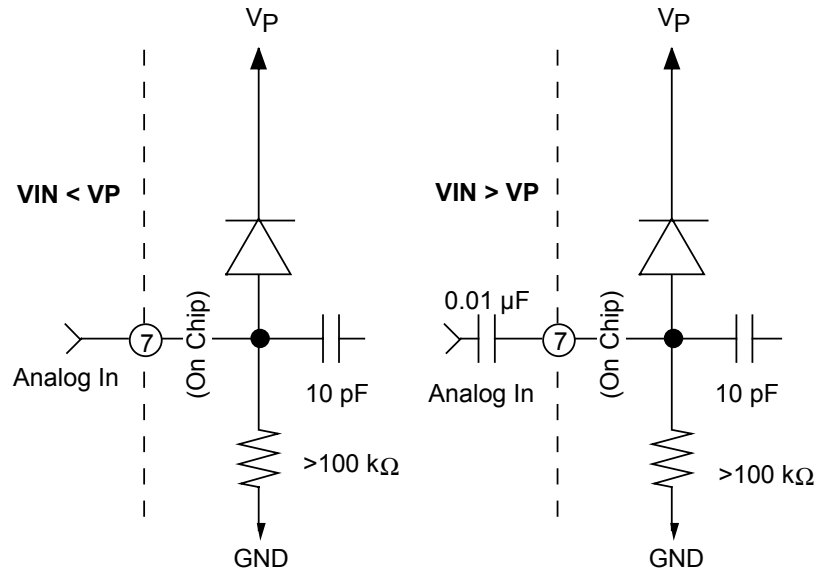 VP
VIN < VP
7
(On Chip)
Analog In
10 pF
>100 kΩ
GND
VP
VIN > VP
0.01 µF
7
(On Chip)
Analog In
10 pF
>100 kΩ
GND